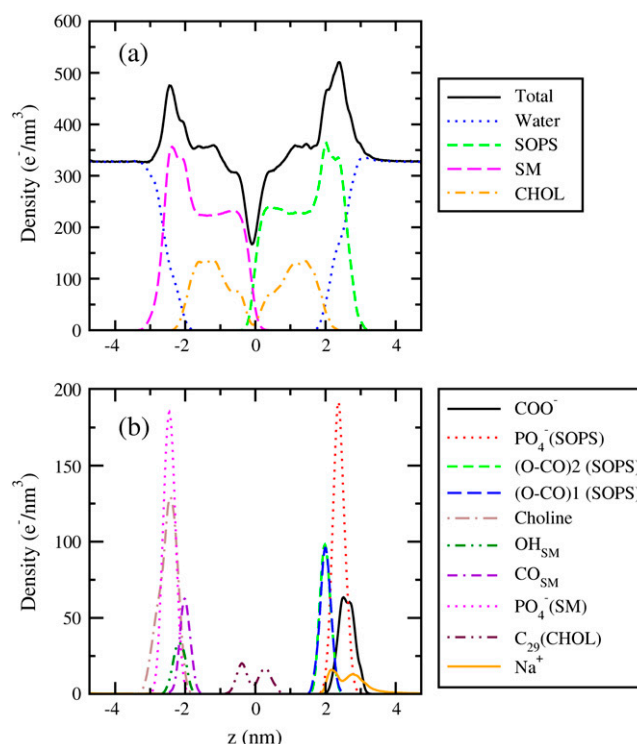 600
(a)
500
400
300
200
100
0
Density (e⁻/nm³)
-4 -2 0 2 4
Total
Water
SOPS
SM
CHOL
200
(b)
150
100
50
0
Density (e⁻/nm³)
-4 -2 0 2 4
z (nm)
COO⁻
PO₄⁻(SOPS)
(O-CO)2 (SOPS)
(O-CO)1 (SOPS)
Choline
OH_SM
CO_SM
PO₄⁻(SM)
C₂₉(CHOL)
Na⁺